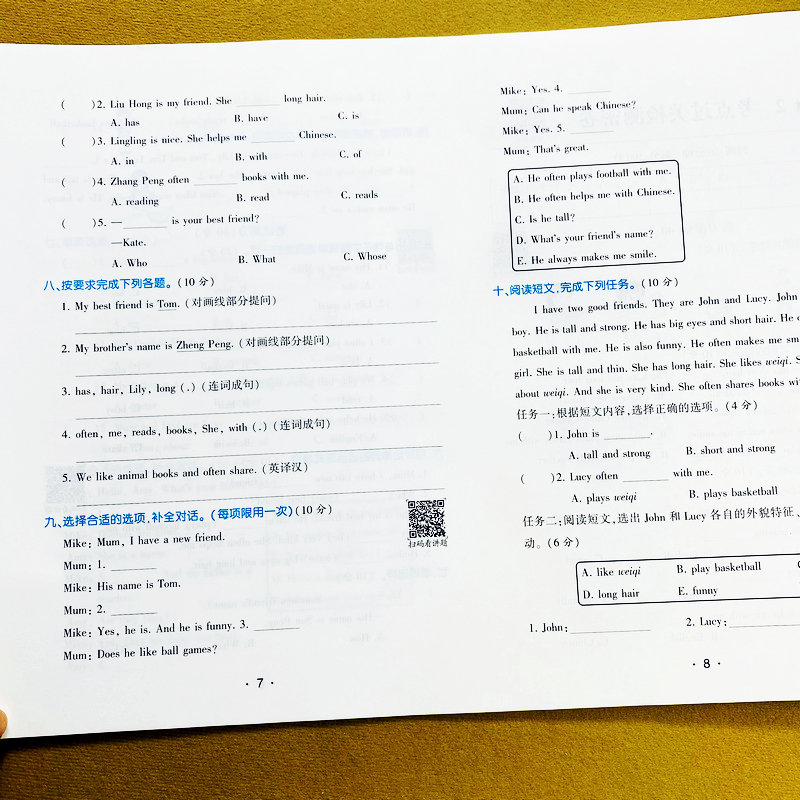 ( )2. Liu Hong is my friend. She ________ long hair.
A. has B. have C. is
( )3. Lingling is nice. She helps me ________ Chinese.
A. in B. with C. of
( )4. Zhang Peng often ________ books with me.
A. reading B. read C. reads
( )5. —________ is your best friend?
—Kate.
A. Who B. What C. Whose
八、按要求完成下列各题。(10 分)
1. My best friend is Tom. (对画线部分提问)
2. My brother's name is Zheng Peng. (对画线部分提问)
3. has, hair, Lily, long (.) (连词成句)
4. often, me, reads, books, She, with (.) (连词成句)
5. We like animal books and often share. (英译汉)
九、选择合适的选项,补全对话。(每项限用一次)(10 分)
扫码看讲题
Mike: Mum, I have a new friend.
Mum: 1. ________
Mike: His name is Tom.
Mum: 2. ________
Mike: Yes, he is. And he is funny. 3. ________
Mum: Does he like ball games?
· 7 ·
Mike: Yes. 4. ________
Mum: Can he speak Chinese?
Mike: Yes. 5. ________
Mum: That's great.
A. He often plays football with me.
B. He often helps me with Chinese.
C. Is he tall?
D. What's your friend's name?
E. He always makes me smile.
十、阅读短文,完成下列任务。(10 分)
I have two good friends. They are John and Lucy. John
boy. He is tall and strong. He has big eyes and short hair. He
basketball with me. He is also funny. He often makes me
girl. She is tall and thin. She has long hair. She likes weiqi.
about weiqi. And she is very kind. She often shares books
任务一:根据短文内容,选择正确的选项。(4 分)
( )1. John is ________.
A. tall and strong B. short and strong
( )2. Lucy often ________ with me.
A. plays weiqi B. plays basketball
任务二:阅读短文,选出 John 和 Lucy 各自的外貌特征、
动。(6 分)
A. like weiqi B. play basketball
D. long hair E. funny
1. John:________ 2. Lucy:________
· 8 ·